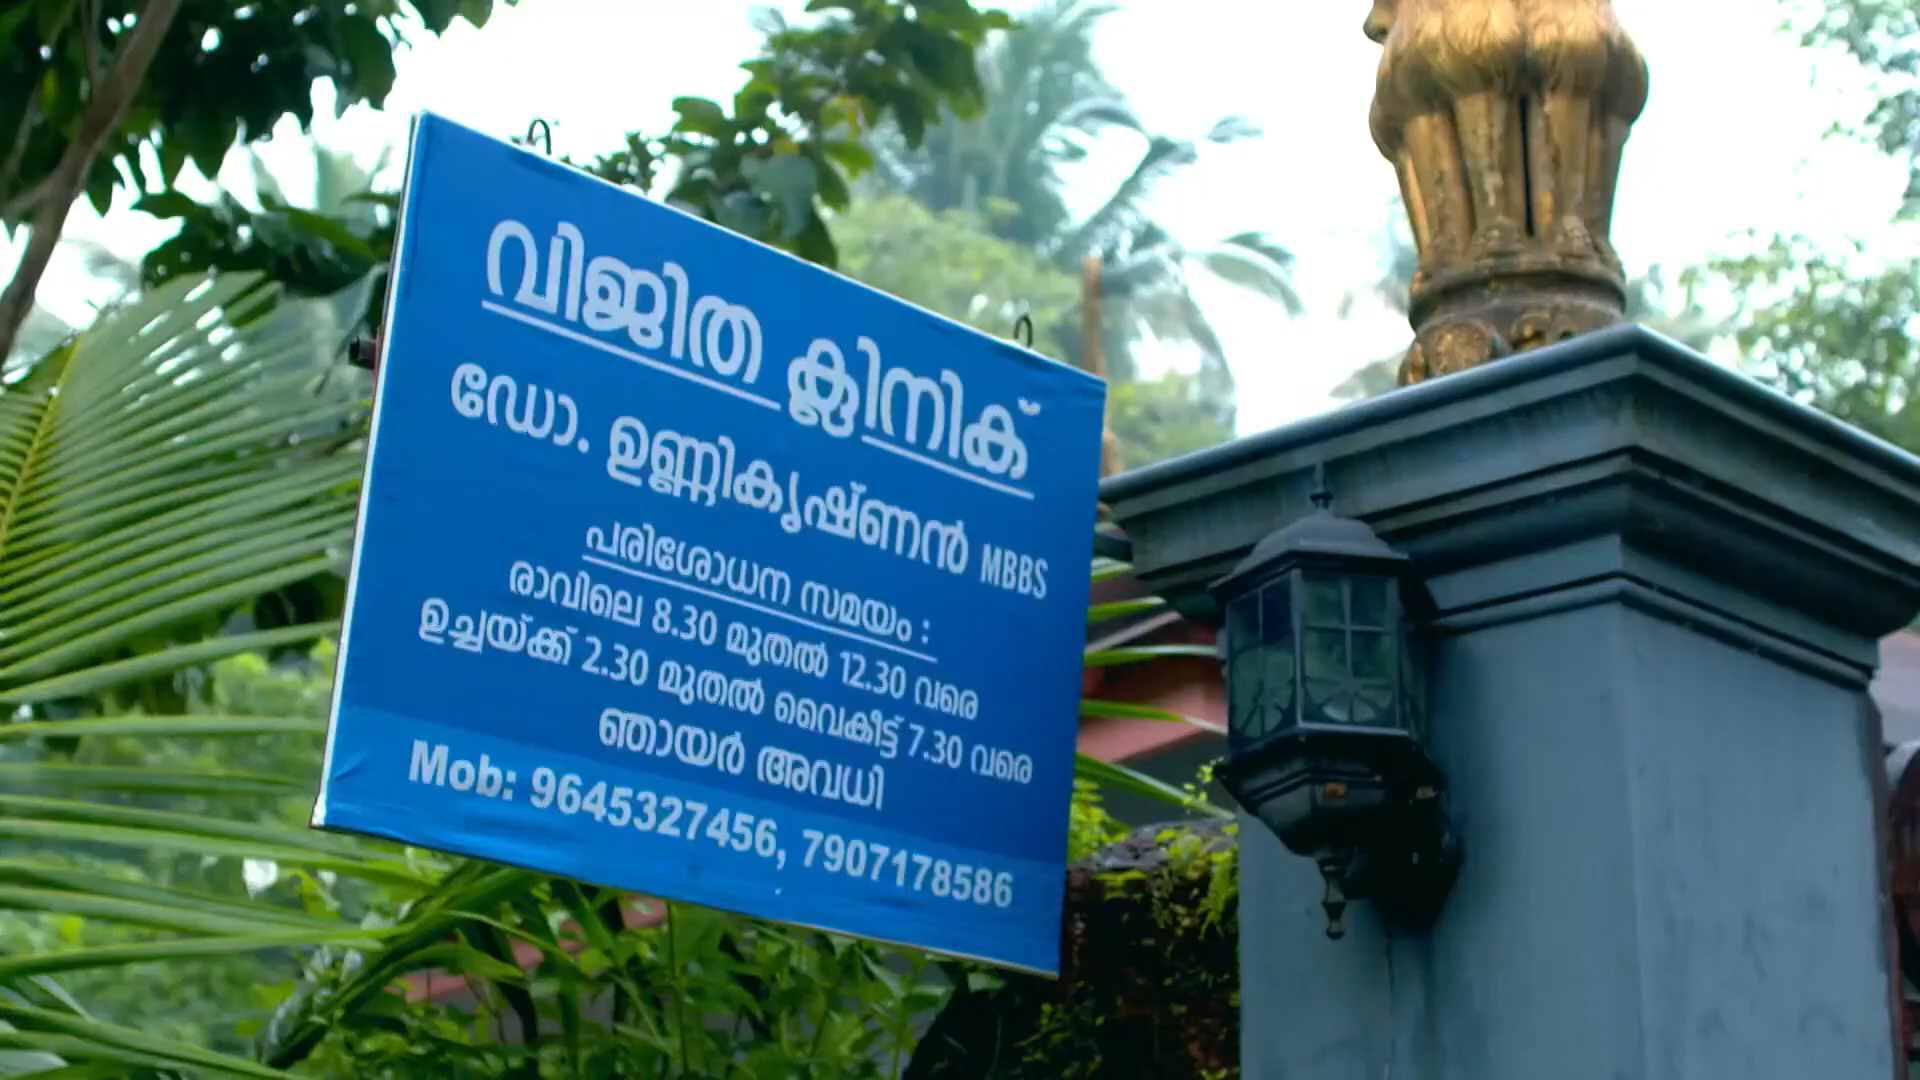 വിജിത ക്ലിനിക്
ഡോ. ഉണ്ണികൃഷ്ണൻ MBBS
പരിശോധന സമയം :
രാവിലെ 8.30 മുതൽ 12.30 വരെ
ഉച്ചയ്ക്ക് 2.30 മുതൽ വൈകീട്ട് 7.30 വരെ
ഞായർ അവധി
Mob: 9645327456, 7907178586